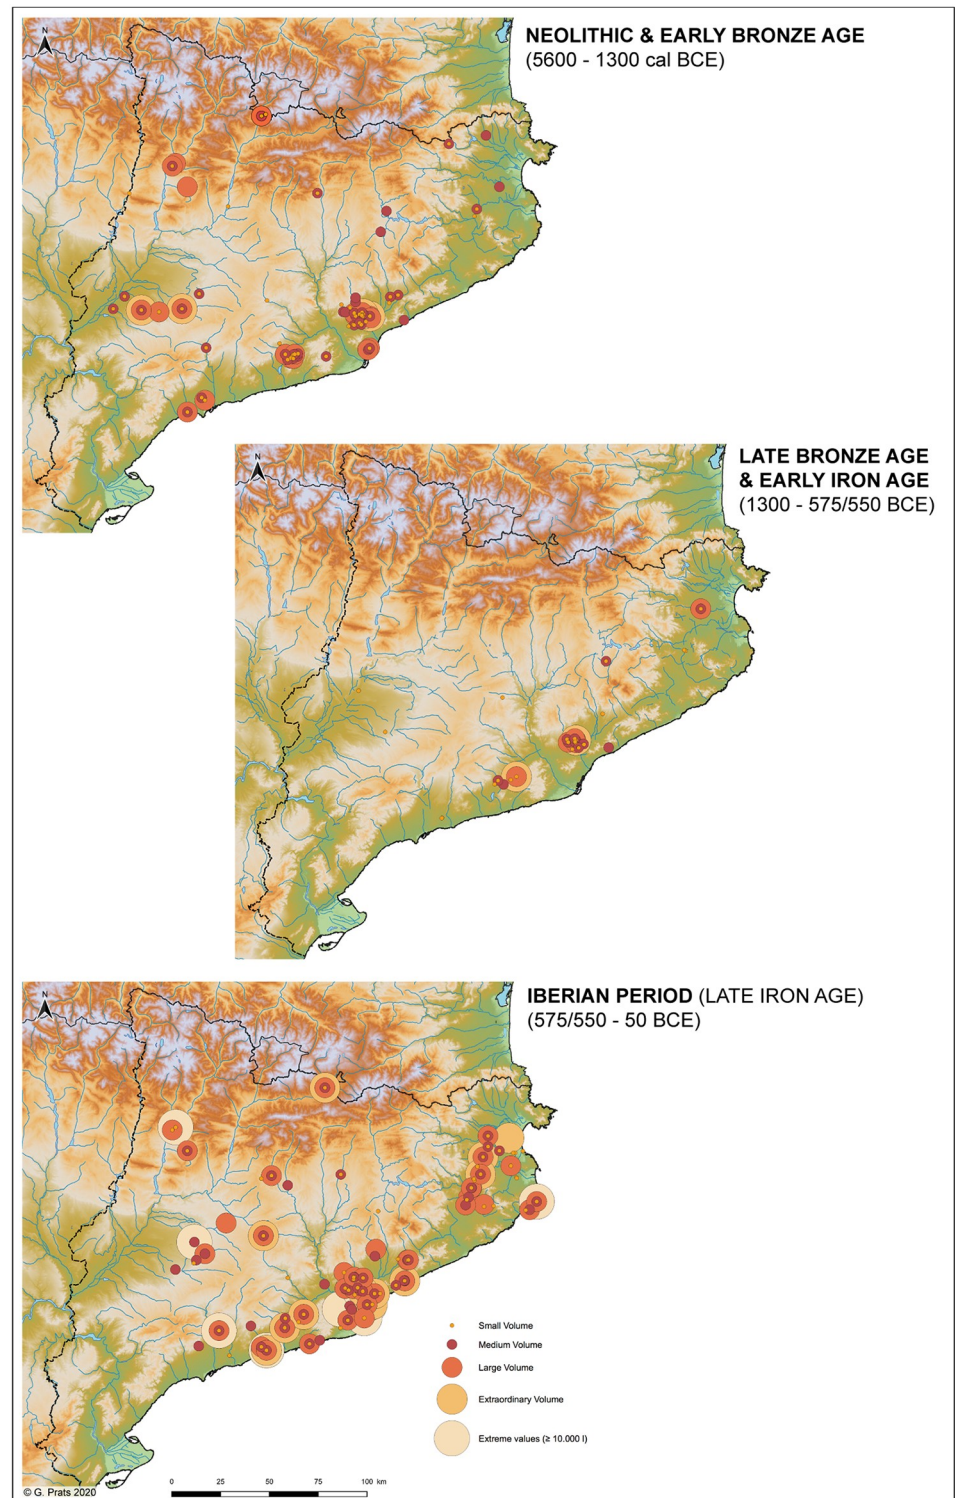 N
NEOLITHIC & EARLY BRONZE AGE
(5600 - 1300 cal BCE)
N
LATE BRONZE AGE
& EARLY IRON AGE
(1300 - 575/550 BCE)
N
IBERIAN PERIOD (LATE IRON AGE)
(575/550 - 50 BCE)
Small Volume
Medium Volume
Large Volume
Extraordinary Volume
Extreme values (≥ 10.000 l)
0 25 50 75 100 km
© G. Prats 2020